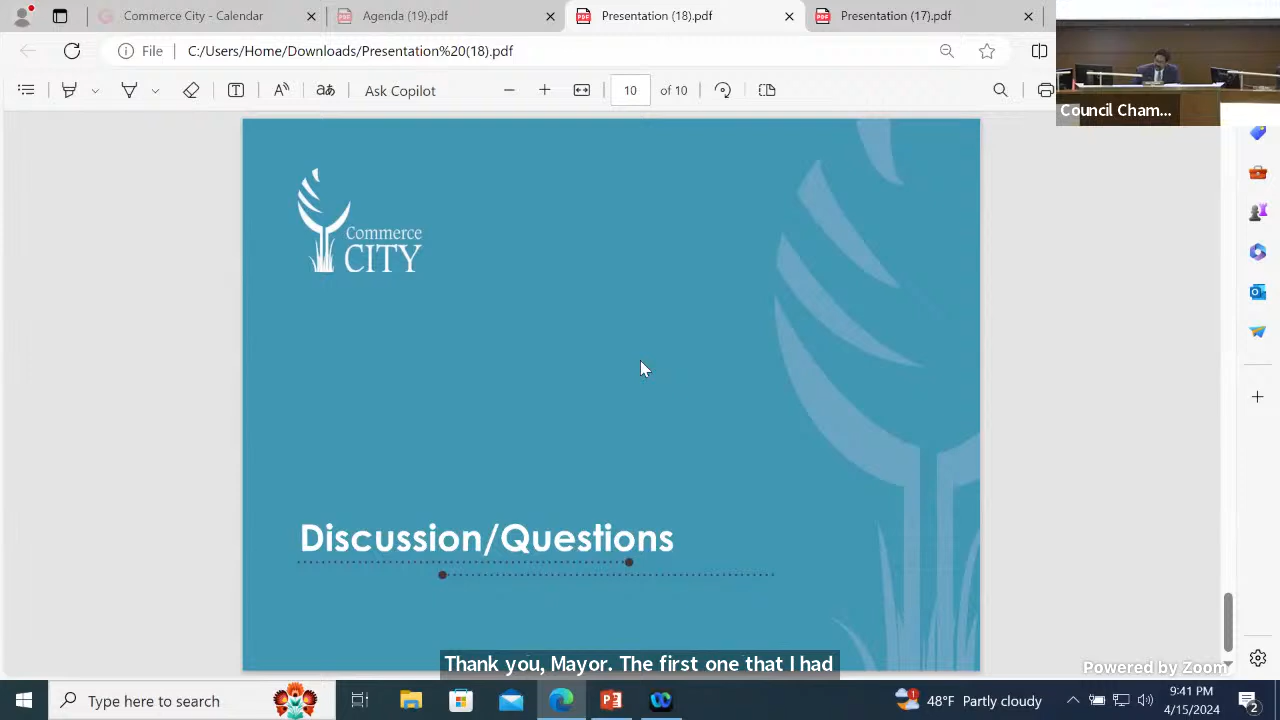 Commerce City - Calendar
Agenda (19).pdf
Presentation (18).pdf
Presentation (17).pdf
File
C:/Users/Home/Downloads/Presentation%20(18).pdf
Ask Copilot
10
of 10
Council Cham...
Commerce
CITY
Discussion/Questions
Thank you, Mayor. The first one that I had
Powered by Zoom
Type here to search
48°F Partly cloudy
9:41 PM
4/15/2024
2